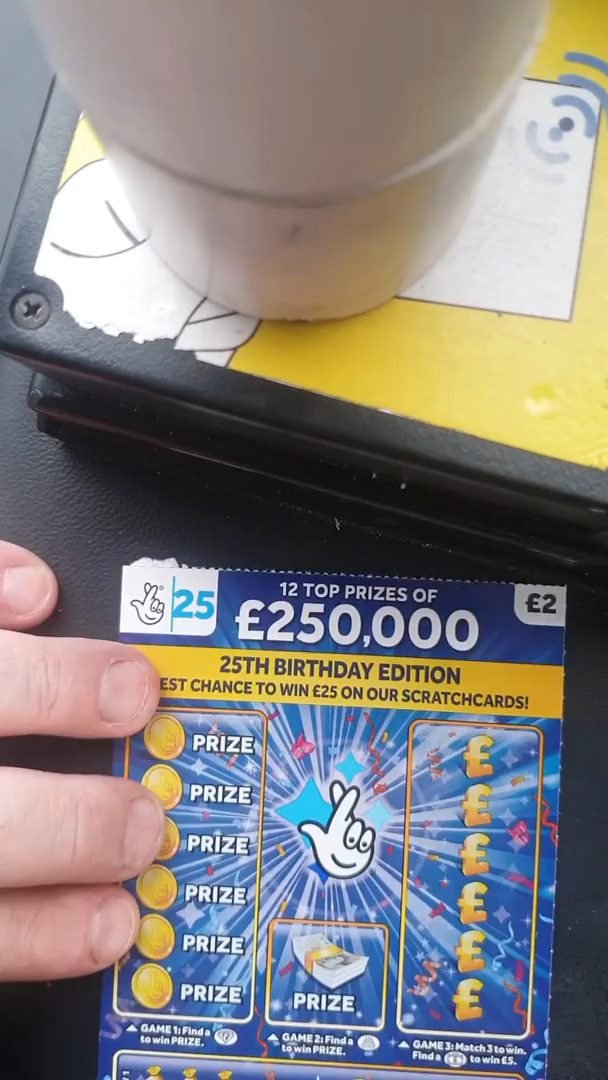 25
12 TOP PRIZES OF
£2
£250,000
25TH BIRTHDAY EDITION
EST CHANCE TO WIN £25 ON OUR SCRATCHCARDS!
PRIZE
PRIZE
PRIZE
PRIZE
PRIZE
PRIZE
£
£
£
£
£
£
PRIZE
GAME 1: Find a
to win PRIZE.
GAME 2: Find a
to win PRIZE.
GAME 3: Match 3 to win.
Find a to win £5.